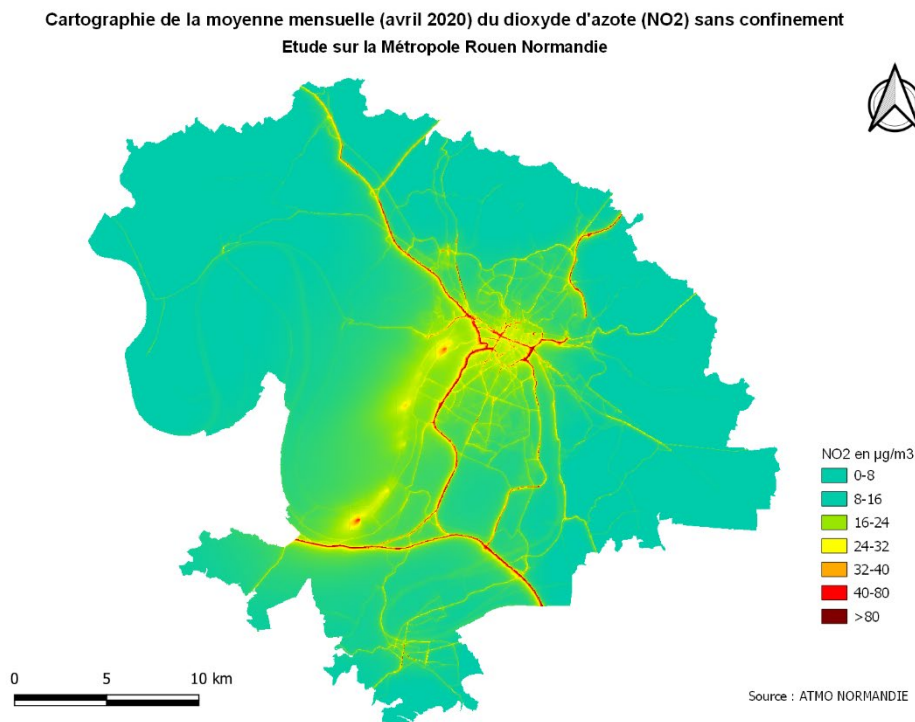 Cartographie de la moyenne mensuelle (avril 2020) du dioxyde d'azote (NO2) sans confinement
Etude sur la Métropole Rouen Normandie
NO2 en µg/m3
0-8
8-16
16-24
24-32
32-40
40-80
>80
0 5 10 km
Source : ATMO NORMANDIE